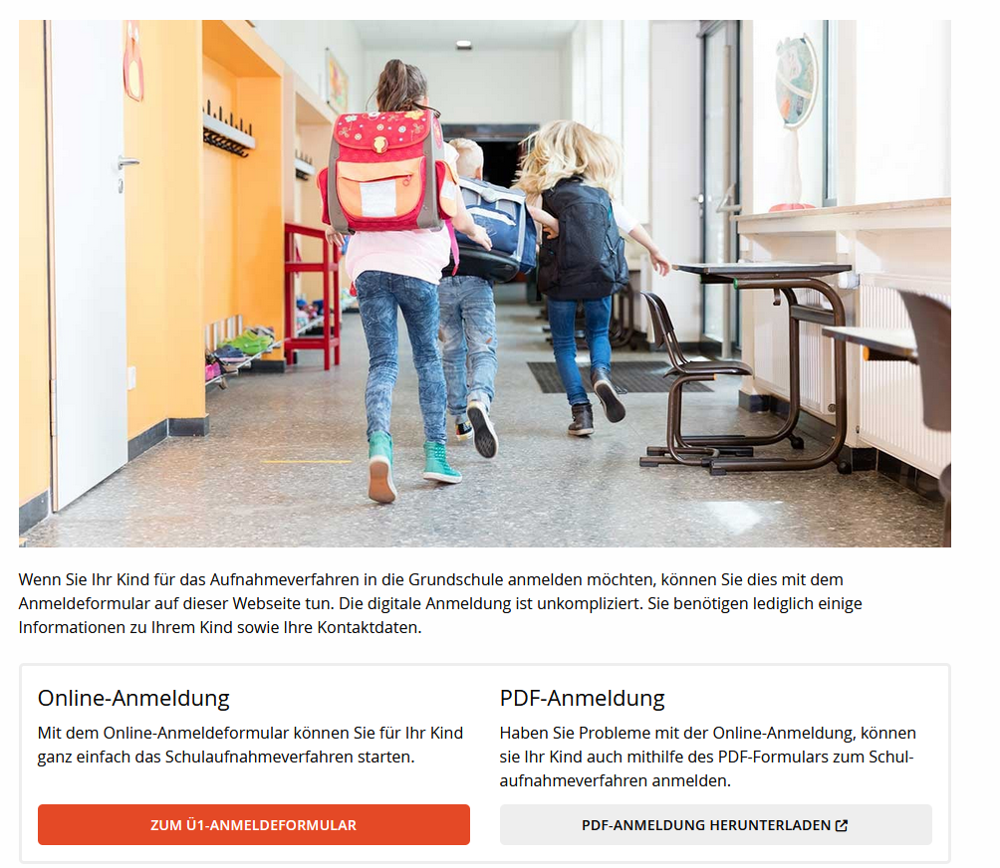 Wenn Sie Ihr Kind für das Aufnahmeverfahren in die Grundschule anmelden möchten, können Sie dies mit dem
Anmeldeformular auf dieser Webseite tun. Die digitale Anmeldung ist unkompliziert. Sie benötigen lediglich einige
Informationen zu Ihrem Kind sowie Ihre Kontaktdaten.
Online-Anmeldung
Mit dem Online-Anmeldeformular können Sie für Ihr Kind
ganz einfach das Schulaufnahmeverfahren starten.
ZUM Ü1-ANMELDEFORMULAR
PDF-Anmeldung
Haben Sie Probleme mit der Online-Anmeldung, können
sie Ihr Kind auch mithilfe des PDF-Formulars zum Schul-
aufnahmeverfahren anmelden.
PDF-ANMELDUNG HERUNTERLADEN